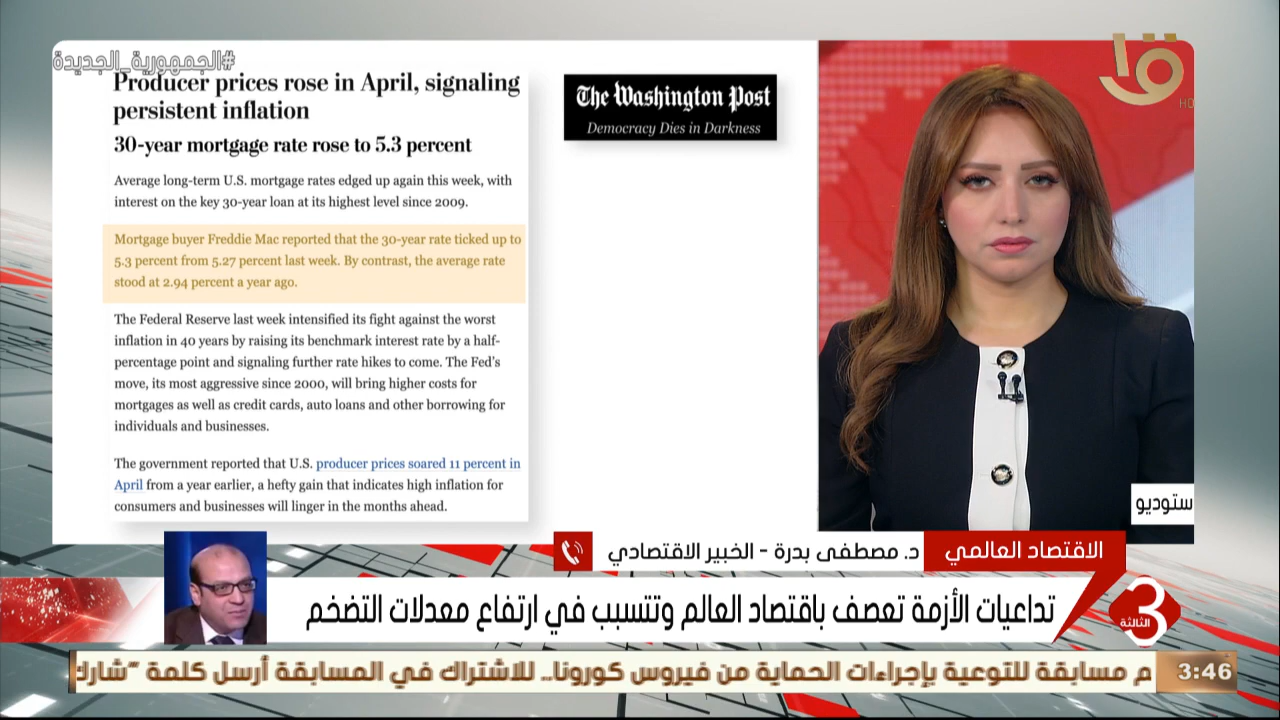 #الجمهورية_الجديدة
Producer prices rose in April, signaling
persistent inflation
30-year mortgage rate rose to 5.3 percent
Average long-term U.S. mortgage rates edged up again this week, with
interest on the key 30-year loan at its highest level since 2009.
Mortgage buyer Freddie Mac reported that the 30-year rate ticked up to
5.3 percent from 5.27 percent last week. By contrast, the average rate
stood at 2.94 percent a year ago.
The Federal Reserve last week intensified its fight against the worst
inflation in 40 years by raising its benchmark interest rate by a half-
percentage point and signaling further rate hikes to come. The Fed's
move, its most aggressive since 2000, will bring higher costs for
mortgages as well as credit cards, auto loans and other borrowing for
individuals and businesses.
The government reported that U.S. producer prices soared 11 percent in
April from a year earlier, a hefty gain that indicates high inflation for
consumers and businesses will linger in the months ahead.
The Washington Post
Democracy Dies in Darkness
HD
ستوديو
الاقتصاد العالمي
د. مصطفى بدرة - الخبير الاقتصادي
تداعيات الأزمة تعصف باقتصاد العالم وتتسبب في ارتفاع معدلات التضخم
3
الثالثة
م مسابقة للتوعية بإجراءات الحماية من فيروس كورونا.. للاشتراك في المسابقة أرسل كلمة "شارك
3:46